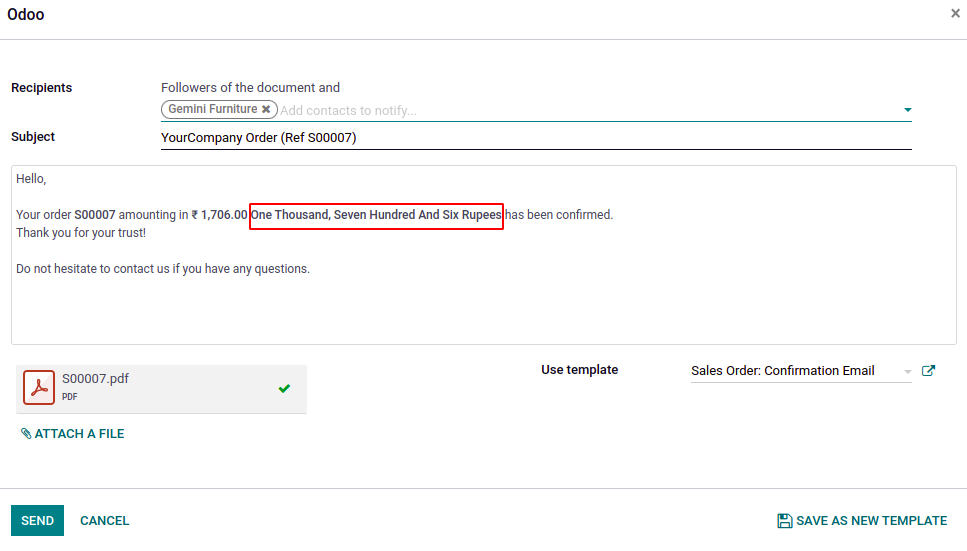 Odoo
×
Recipients
Followers of the document and
Gemini Furniture ✖ Add contacts to notify...
Subject
YourCompany Order (Ref S00007)
Hello,
Your order S00007 amounting in ₹ 1,706.00 One Thousand, Seven Hundred And Six Rupees has been confirmed.
Thank you for your trust!
Do not hesitate to contact us if you have any questions.
S00007.pdf
PDF
Use template
Sales Order: Confirmation Email
ATTACH A FILE
SEND
CANCEL
SAVE AS NEW TEMPLATE